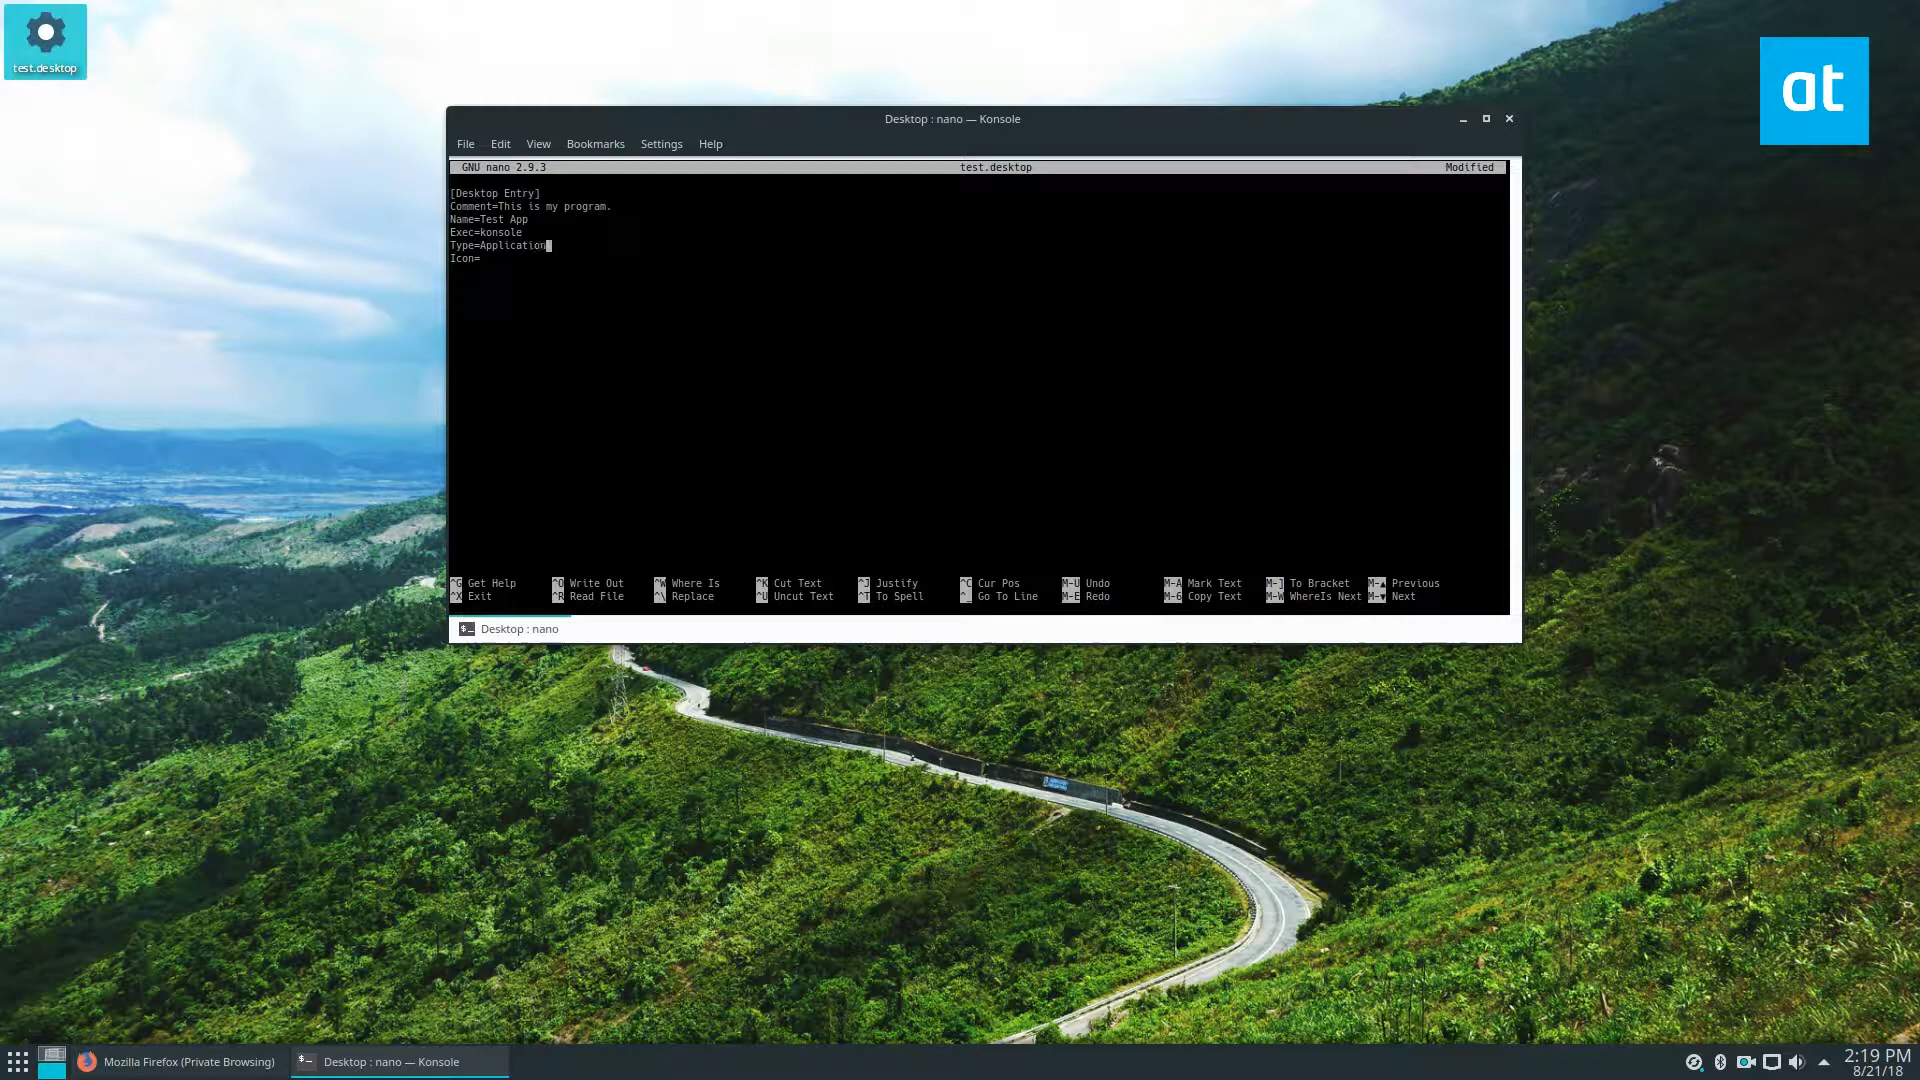 test.desktop
at
Desktop : nano — Konsole
File Edit View Bookmarks Settings Help
GNU nano 2.9.3 test.desktop Modified
[Desktop Entry]
Comment=This is my program.
Name=Test App
Exec=konsole
Type=Application
Icon=
^G Get Help ^O Write Out ^W Where Is ^K Cut Text ^J Justify ^C Cur Pos M-U Undo M-A Mark Text M-] To Bracket M-▲ Previous
^X Exit ^R Read File ^\ Replace ^U Uncut Text ^T To Spell ^_ Go To Line M-E Redo M-6 Copy Text M-W WhereIs Next M-▼ Next
Desktop : nano
Mozilla Firefox (Private Browsing) Desktop : nano — Konsole
2:19 PM
8/21/18